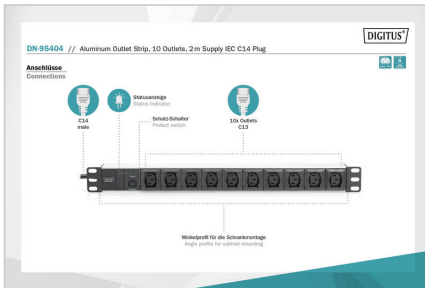 DIGITUS®
DN-95404 // Aluminum Outlet Strip, 10 Outlets, 2 m Supply IEC C14 Plug
Anschlüsse
Connections
Statusanzeige
Status indicator
C14
male
Schutz-Schalter
Protect switch
10x Outlets
C13
Winkelprofil für die Schrankmontage
Angle profile for cabinet mounting